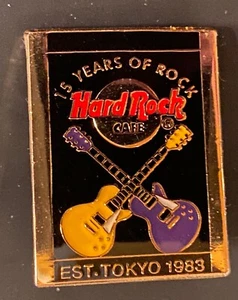 15 YEARS OF ROCK
Hard Rock
CAFE
EST. TOKYO 1983